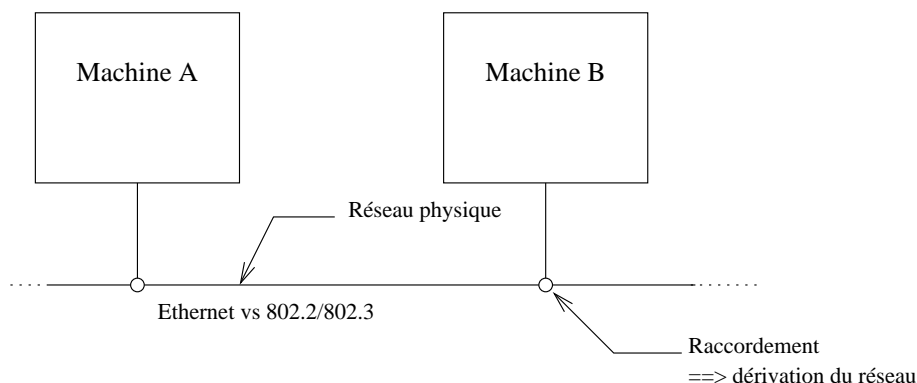 Machine A
Machine B
Réseau physique
Ethernet vs 802.2/802.3
Raccordement
==> dérivation du réseau